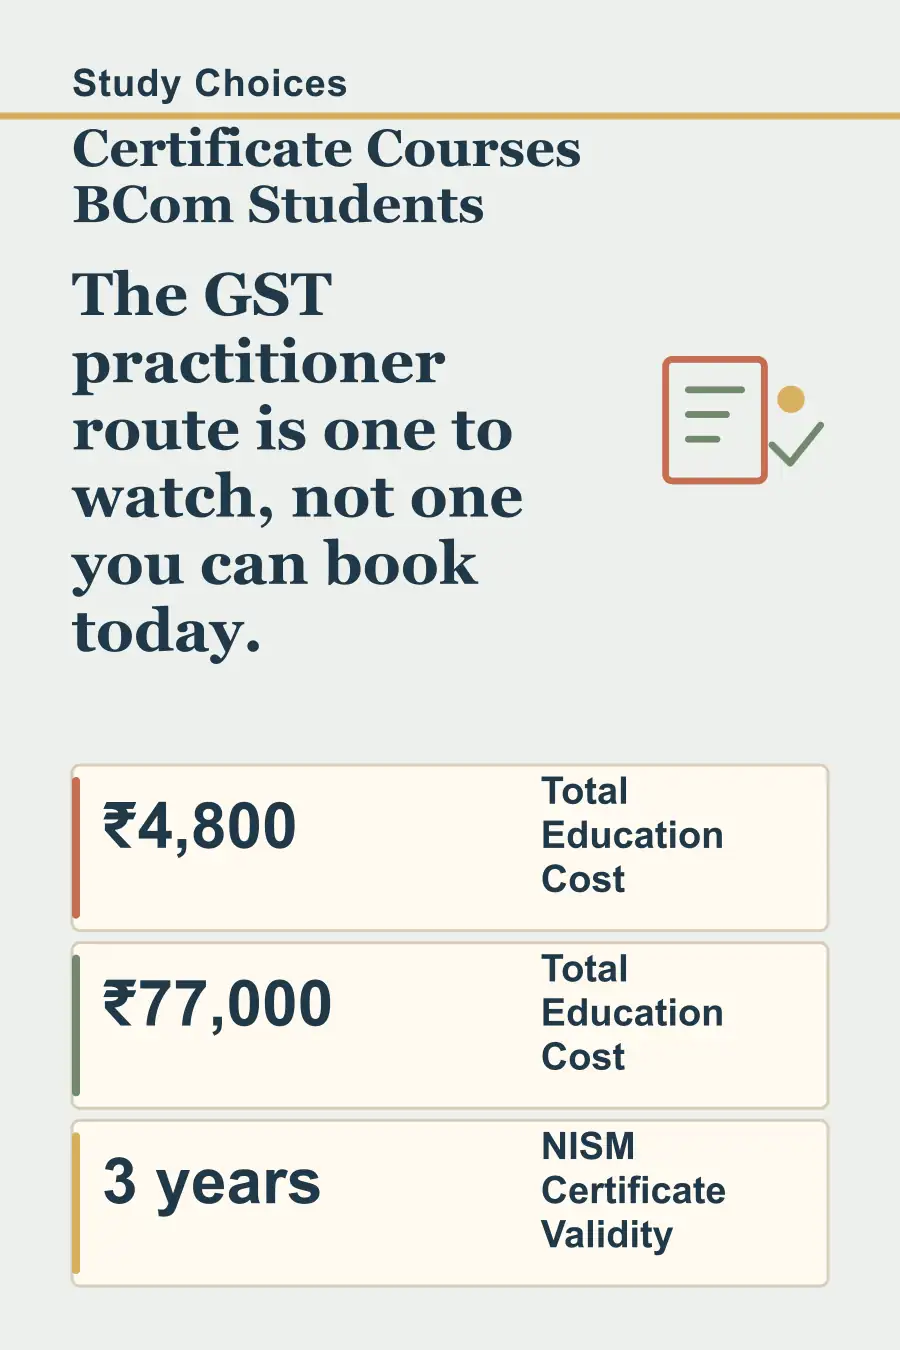 Study Choices
Certificate Courses
BCom Students
The GST
practitioner
route is one to
watch, not one
you can book
today.
₹4,800
Total
Education
Cost
₹77,000
Total
Education
Cost
3 years
NISM
Certificate
Validity